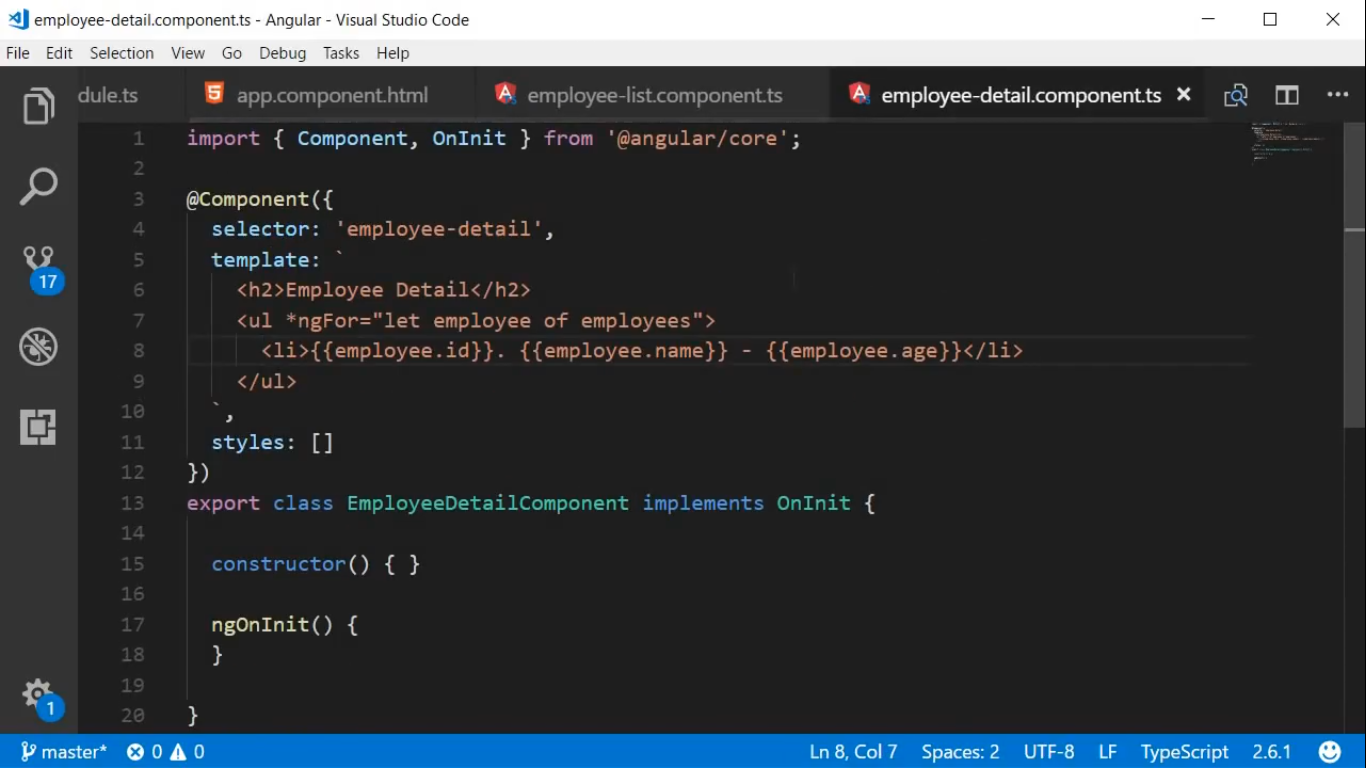 employee-detail.component.ts - Angular - Visual Studio Code
File Edit Selection View Go Debug Tasks Help
dule.ts app.component.html employee-list.component.ts employee-detail.component.ts
1 import { Component, OnInit } from '@angular/core';
2
3 @Component({
4 selector: 'employee-detail',
5 template: `
6 <h2>Employee Detail</h2>
7 <ul *ngFor="let employee of employees">
8 <li>{{employee.id}}. {{employee.name}} - {{employee.age}}</li>
9 </ul>
10 `,
11 styles: []
12 })
13 export class EmployeeDetailComponent implements OnInit {
14
15 constructor() { }
16
17 ngOnInit() {
18 }
19
20 }
17
1
master* 0 0 Ln 8, Col 7 Spaces: 2 UTF-8 LF TypeScript 2.6.1